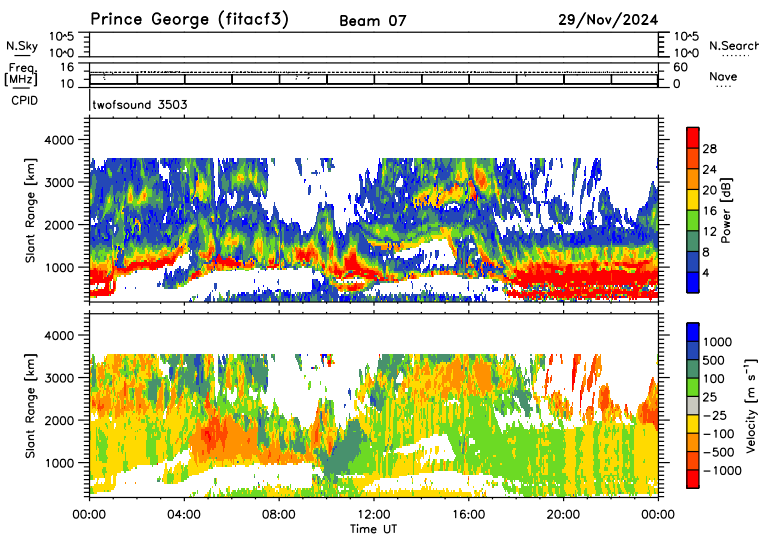 Prince George (fitacf3) Beam 07 29/Nov/2024
N.Sky 10^5 10^5 N.Search
10^0 10^0
Freq. 16 60 Nave
[MHz] 10 0
CPID twofsound 3503
Slant Range [km]
4000
3000
2000
1000
28
24
20
16
12
8
4
Power [dB]
Slant Range [km]
4000
3000
2000
1000
1000
500
100
25
−25
−100
−500
−1000
Velocity [m s⁻¹]
00:00 04:00 08:00 12:00 16:00 20:00 00:00
Time UT